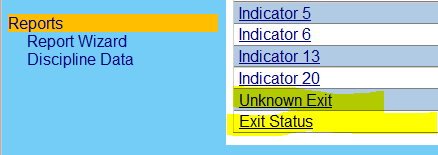 Reports
Report Wizard
Discipline Data
Indicator 5
Indicator 6
Indicator 13
Indicator 20
Unknown Exit
Exit Status